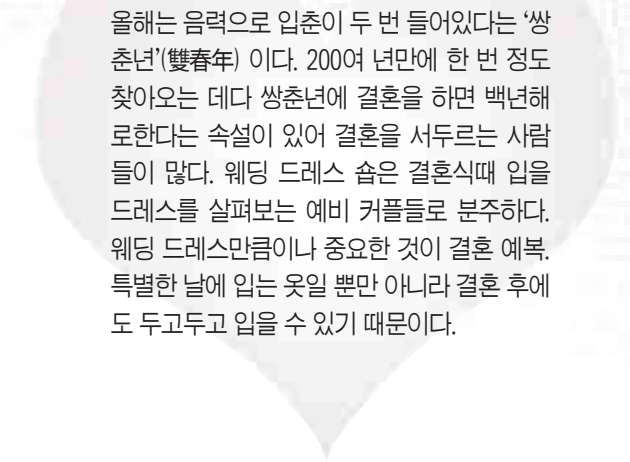 올해는 음력으로 입춘이 두 번 들어있다는 ‘쌍
춘년’(雙春年) 이다. 200여 년만에 한 번 정도
찾아오는 데다 쌍춘년에 결혼을 하면 백년해
로한다는 속설이 있어 결혼을 서두르는 사람
들이 많다. 웨딩 드레스 숍은 결혼식때 입을
드레스를 살펴보는 예비 커플들로 분주하다.
웨딩 드레스만큼이나 중요한 것이 결혼 예복.
특별한 날에 입는 옷일 뿐만 아니라 결혼 후에
도 두고두고 입을 수 있기 때문이다.